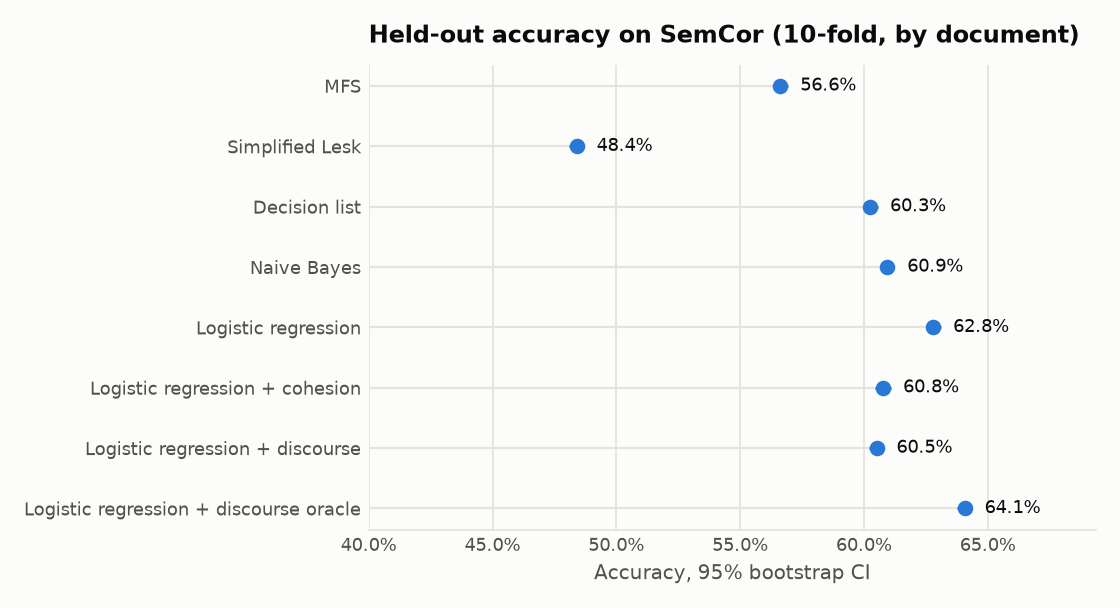 Held-out accuracy on SemCor (10-fold, by document)
MFS 56.6%
Simplified Lesk 48.4%
Decision list 60.3%
Naive Bayes 60.9%
Logistic regression 62.8%
Logistic regression + cohesion 60.8%
Logistic regression + discourse 60.5%
Logistic regression + discourse oracle 64.1%
40.0% 45.0% 50.0% 55.0% 60.0% 65.0%
Accuracy, 95% bootstrap CI